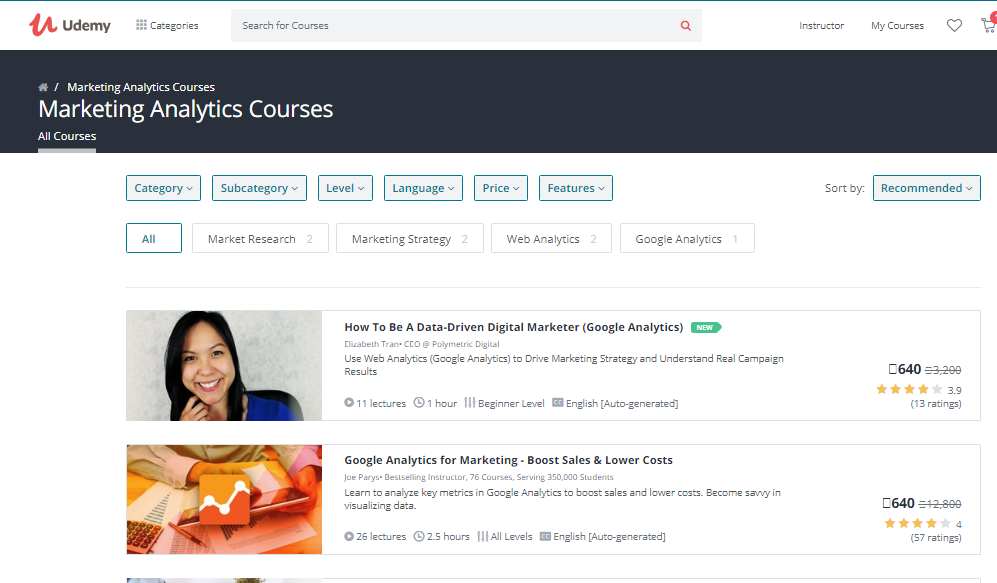 Udemy
Categories
Search for Courses
Instructor
My Courses
/ Marketing Analytics Courses
Marketing Analytics Courses
All Courses
Category
Subcategory
Level
Language
Price
Features
Sort by:
Recommended
All
Market Research 2
Marketing Strategy 2
Web Analytics 2
Google Analytics 1
How To Be A Data-Driven Digital Marketer (Google Analytics)
NEW
Elizabeth Tran• CEO @ Polymetric Digital
Use Web Analytics (Google Analytics) to Drive Marketing Strategy and Understand Real Campaign
Results
11 lectures
1 hour
Beginner Level
CC English [Auto-generated]
640 3,200
3.9
(13 ratings)
Google Analytics for Marketing - Boost Sales & Lower Costs
Joe Parys• Bestselling Instructor, 76 Courses, Serving 350,000 Students
Learn to analyze key metrics in Google Analytics to boost sales and lower costs. Become savvy in
visualizing data.
26 lectures
2.5 hours
All Levels
CC English [Auto-generated]
640 12,800
4
(57 ratings)